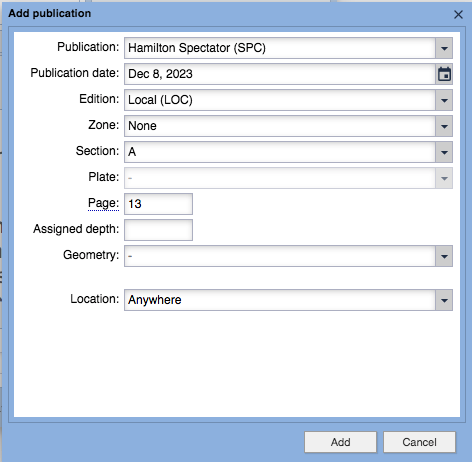 Add publication
Publication: Hamilton Spectator (SPC)
Publication date: Dec 8, 2023
Edition: Local (LOC)
Zone: None
Section: A
Plate: -
Page: 13
Assigned depth:
Geometry: -
Location: Anywhere
Add Cancel